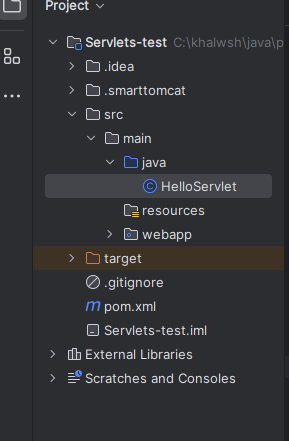 Project
Servlets-test C:\khalwsh\java\p
.idea
.smarttomcat
src
main
java
HelloServlet
resources
webapp
target
.gitignore
pom.xml
Servlets-test.iml
External Libraries
Scratches and Consoles